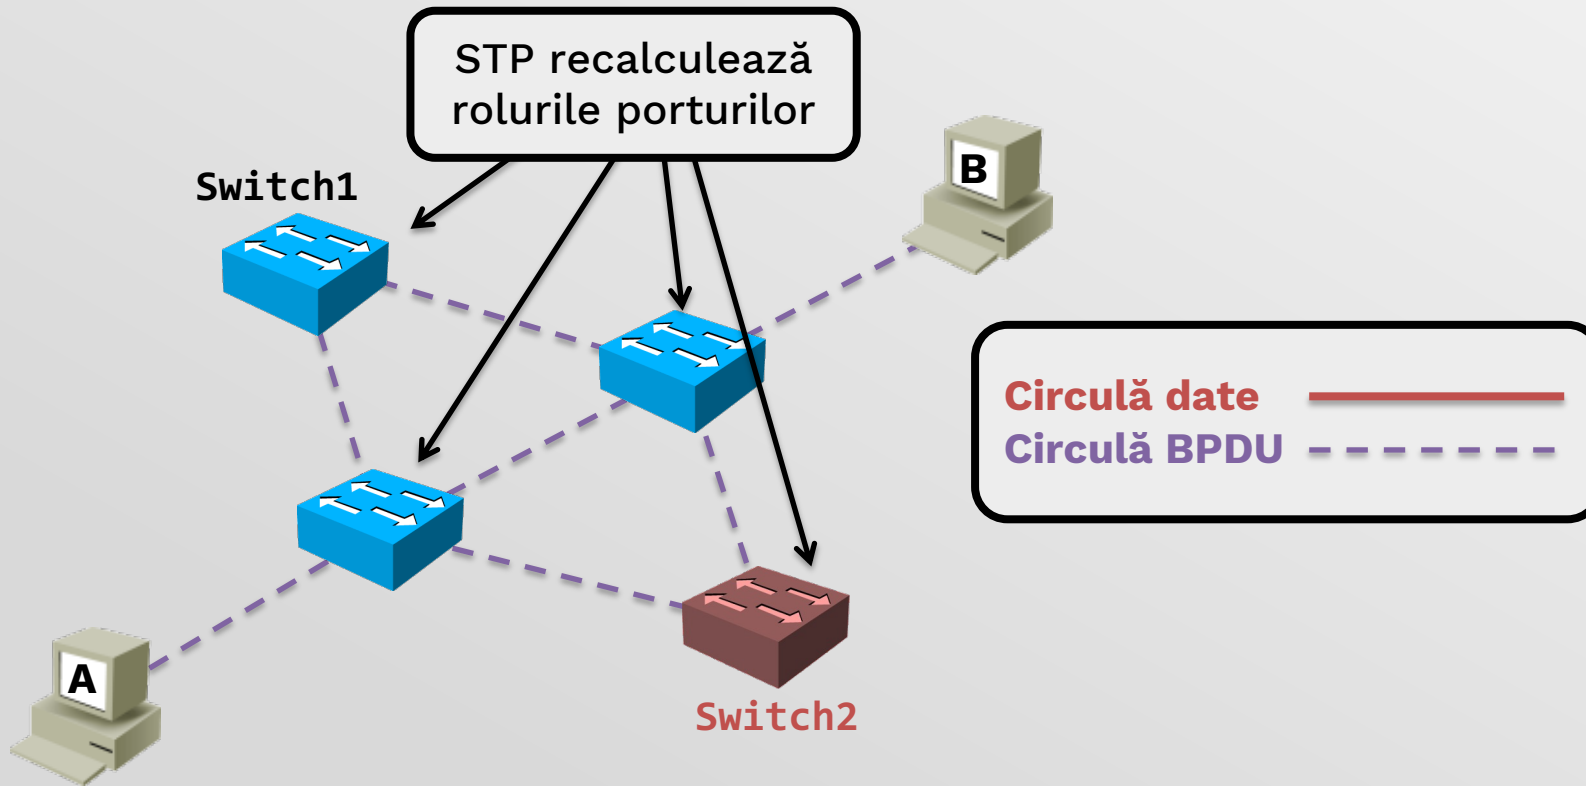 STP recalculează
rolurile porturilor
Switch1
B
Circulă date
Circulă BPDU
A
Switch2